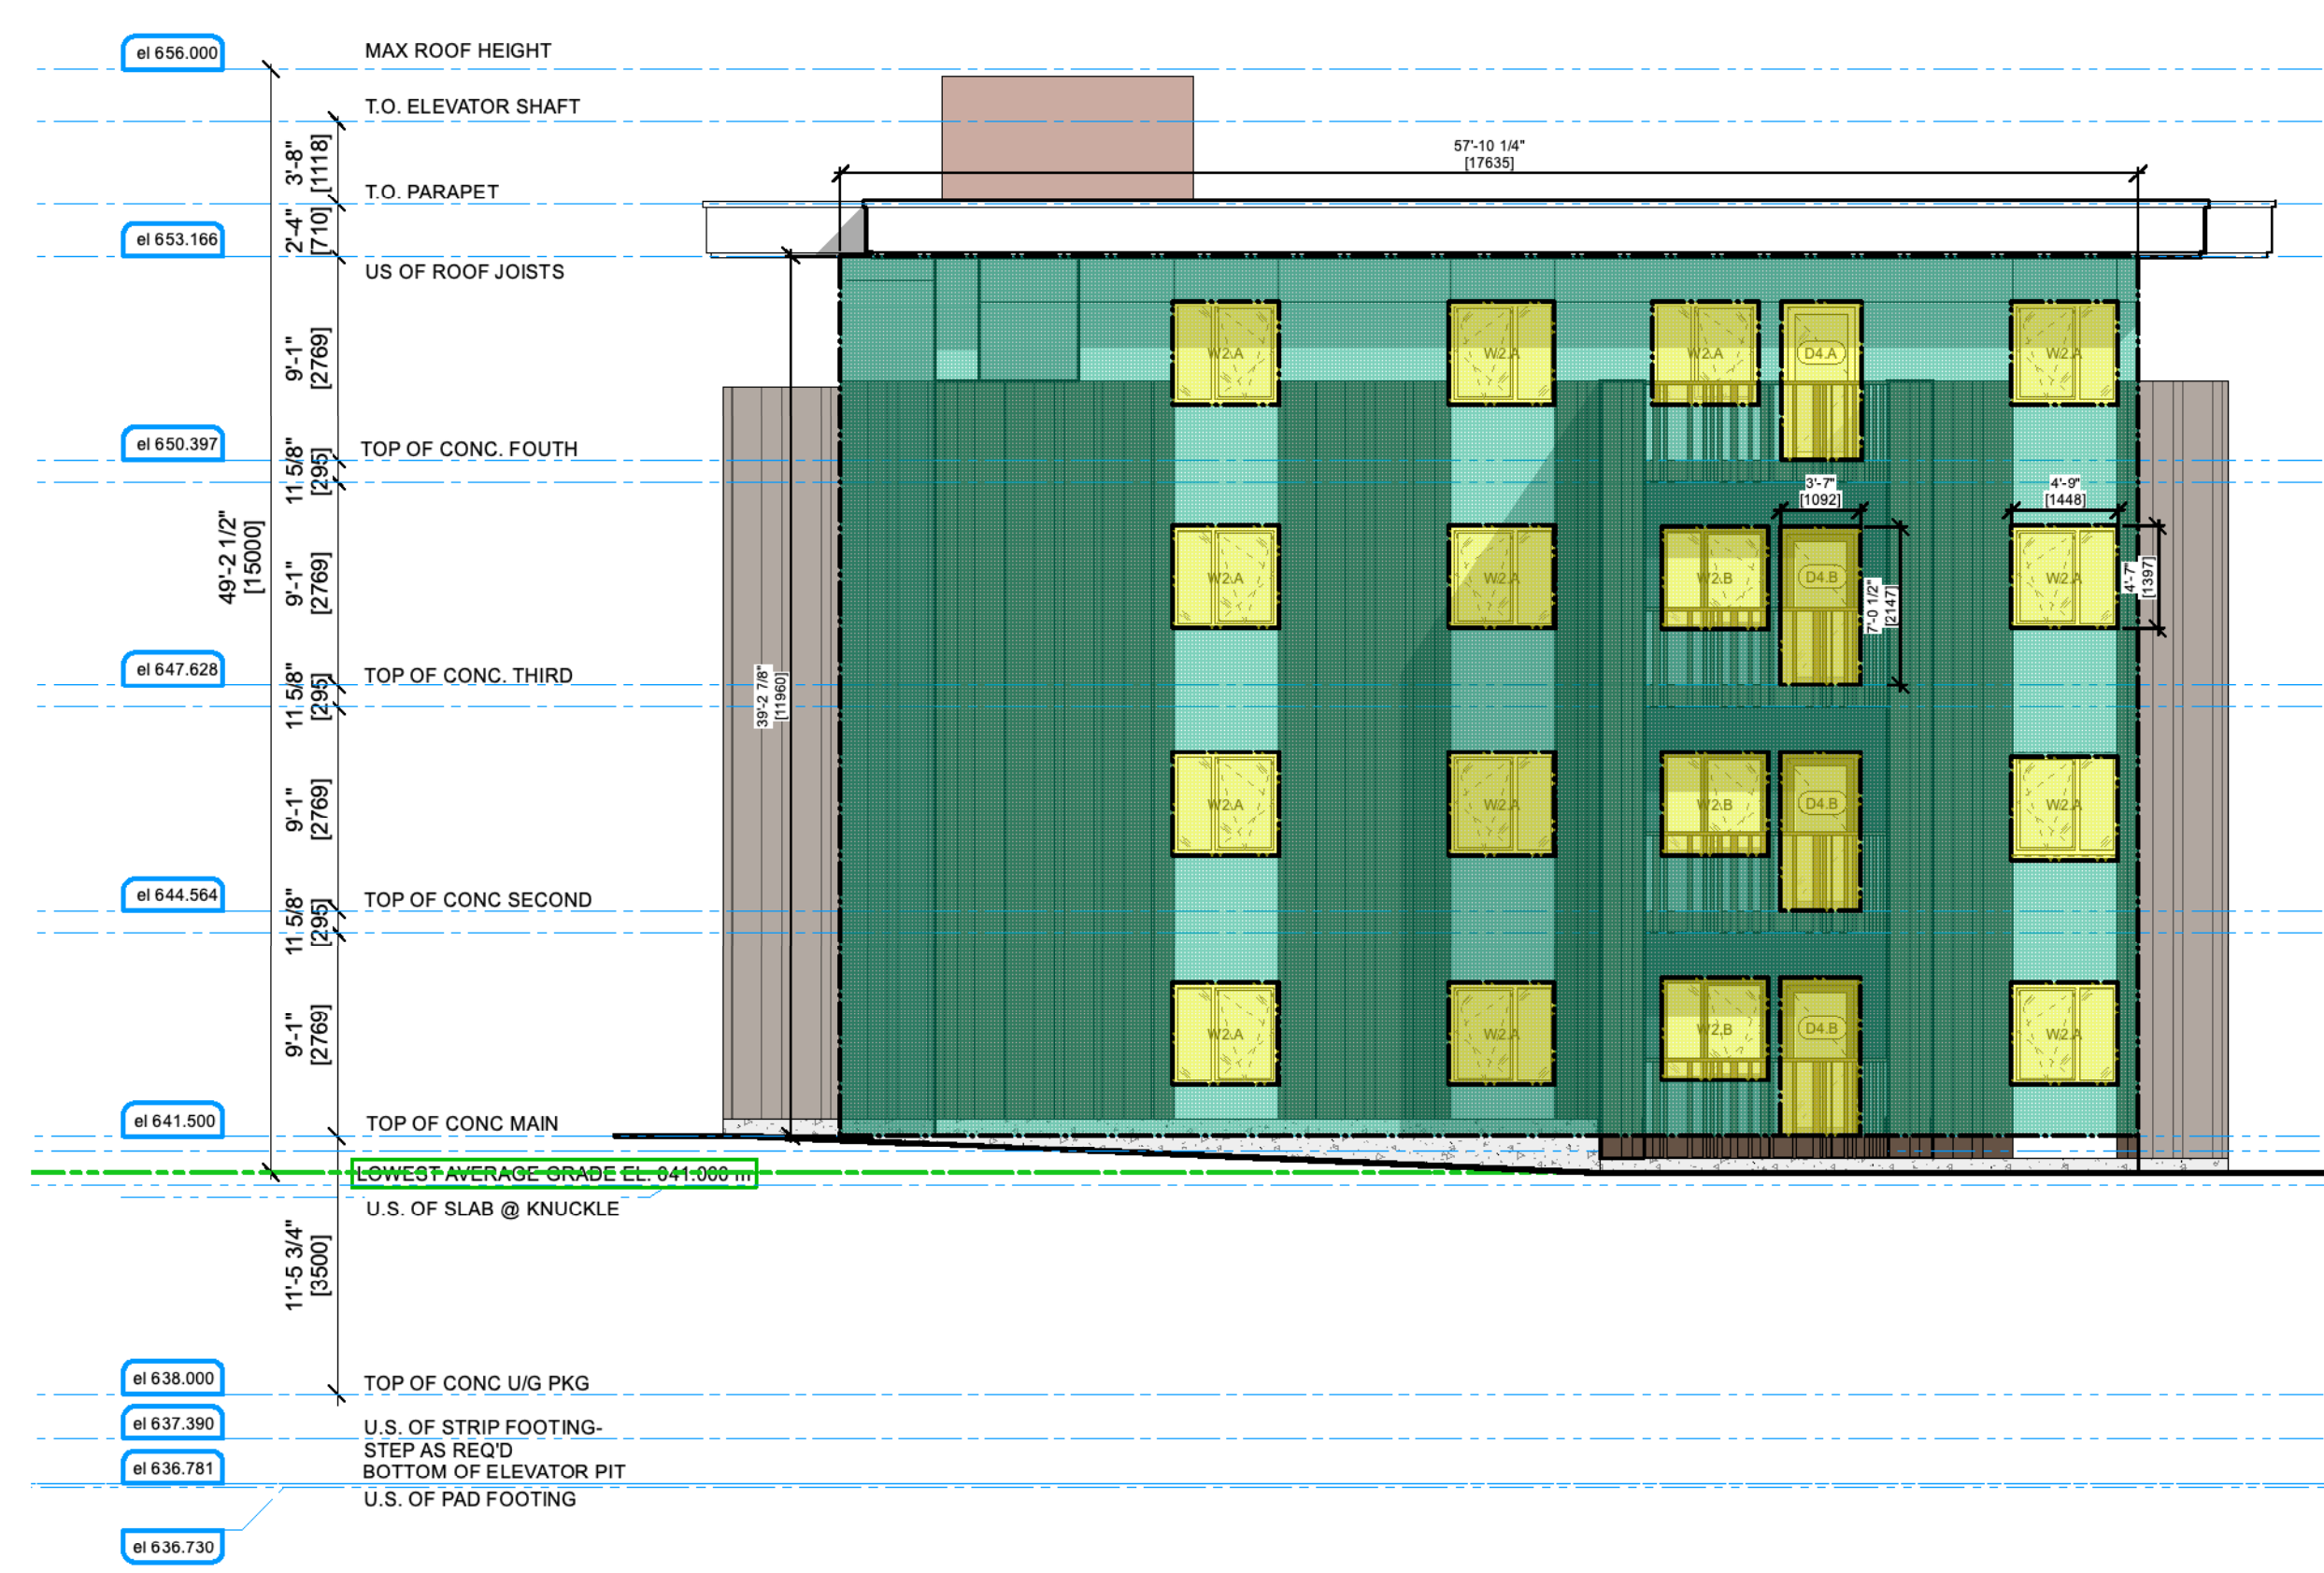 el 656.000
MAX ROOF HEIGHT
T.O. ELEVATOR SHAFT
3'-8"
[1118]
57'-10 1/4"
[17635]
T.O. PARAPET
2'-4"
[710]
el 653.166
US OF ROOF JOISTS
9'-1"
[2769]
W2.A
W2.A
W2.A
D4.A
W2.A
el 650.397
TOP OF CONC. FOUTH
11 5/8"
[295]
3'-7"
[1092]
4'-9"
[1448]
49'-2 1/2"
[15000]
9'-1"
[2769]
W2.A
W2.A
W2.B
D4.B
7'-0 1/2"
[2147]
W2.A
4'-7"
[1397]
el 647.628
TOP OF CONC. THIRD
11 5/8"
[295]
39'-2 7/8"
[11960]
9'-1"
[2769]
W2.A
W2.A
W2.B
D4.B
W2.A
el 644.564
TOP OF CONC SECOND
11 5/8"
[295]
9'-1"
[2769]
W2.A
W2.A
W2.B
D4.B
W2.A
el 641.500
TOP OF CONC MAIN
LOWEST AVERAGE GRADE EL. 641.000 m
U.S. OF SLAB @ KNUCKLE
11'-5 3/4"
[3500]
el 638.000
TOP OF CONC U/G PKG
el 637.390
U.S. OF STRIP FOOTING-
STEP AS REQ'D
el 636.781
BOTTOM OF ELEVATOR PIT
U.S. OF PAD FOOTING
el 636.730